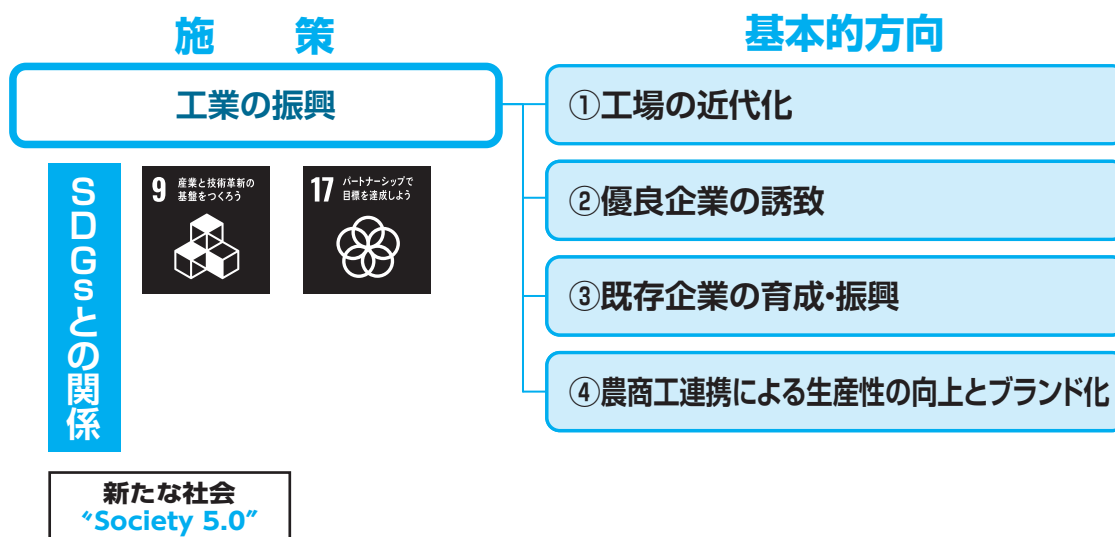 施 策
基本的方向
工業の振興
①工場の近代化
②優良企業の誘致
③既存企業の育成・振興
④農商工連携による生産性の向上とブランド化
SDGsとの関係
9 産業と技術革新の
基盤をつくろう
17 パートナーシップで
目標を達成しよう
新たな社会
“Society 5.0”